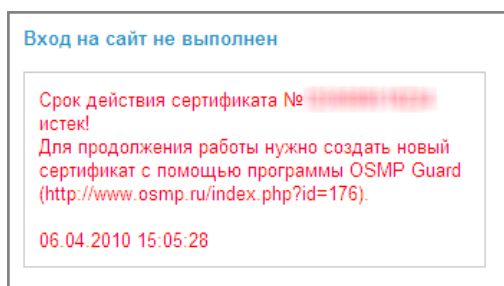 Вход на сайт не выполнен
Срок действия сертификата №
истек!
Для продолжения работы нужно создать новый
сертификат с помощью программы OSMP Guard
(http://www.osmp.ru/index.php?id=176).
06.04.2010 15:05:28